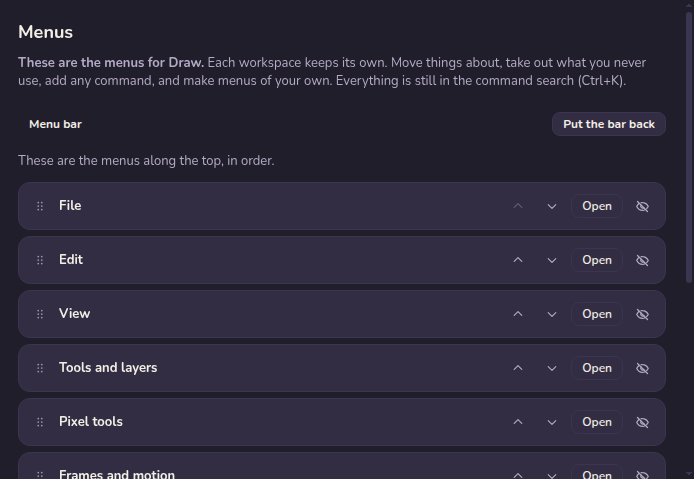 Menus
These are the menus for Draw. Each workspace keeps its own. Move things about, take out what you never
use, add any command, and make menus of your own. Everything is still in the command search (Ctrl+K).
Menu bar
Put the bar back
These are the menus along the top, in order.
File
Open
Edit
Open
View
Open
Tools and layers
Open
Pixel tools
Open
Frames and motion
Open